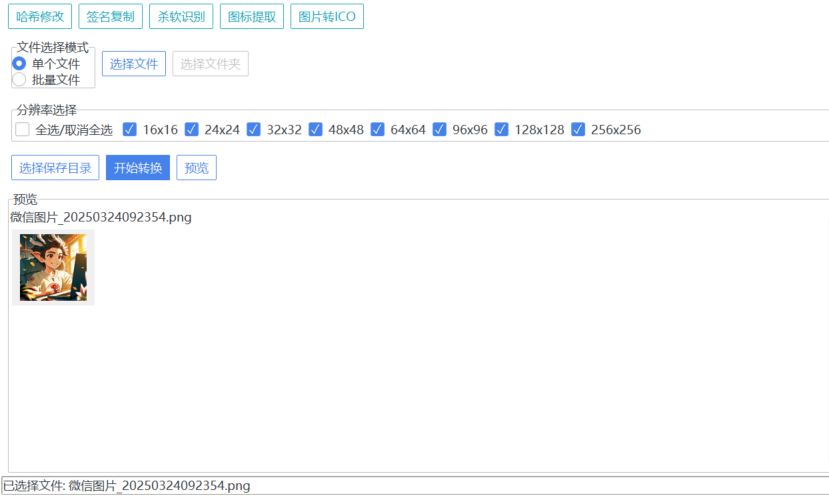 哈希修改 签名复制 杀软识别 图标提取 图片转ICO
文件选择模式
单个文件 选择文件 选择文件夹
批量文件
分辨率选择
全选/取消全选 16x16 24x24 32x32 48x48 64x64 96x96 128x128 256x256
选择保存目录 开始转换 预览
预览
微信图片_20250324092354.png
已选择文件: 微信图片_20250324092354.png